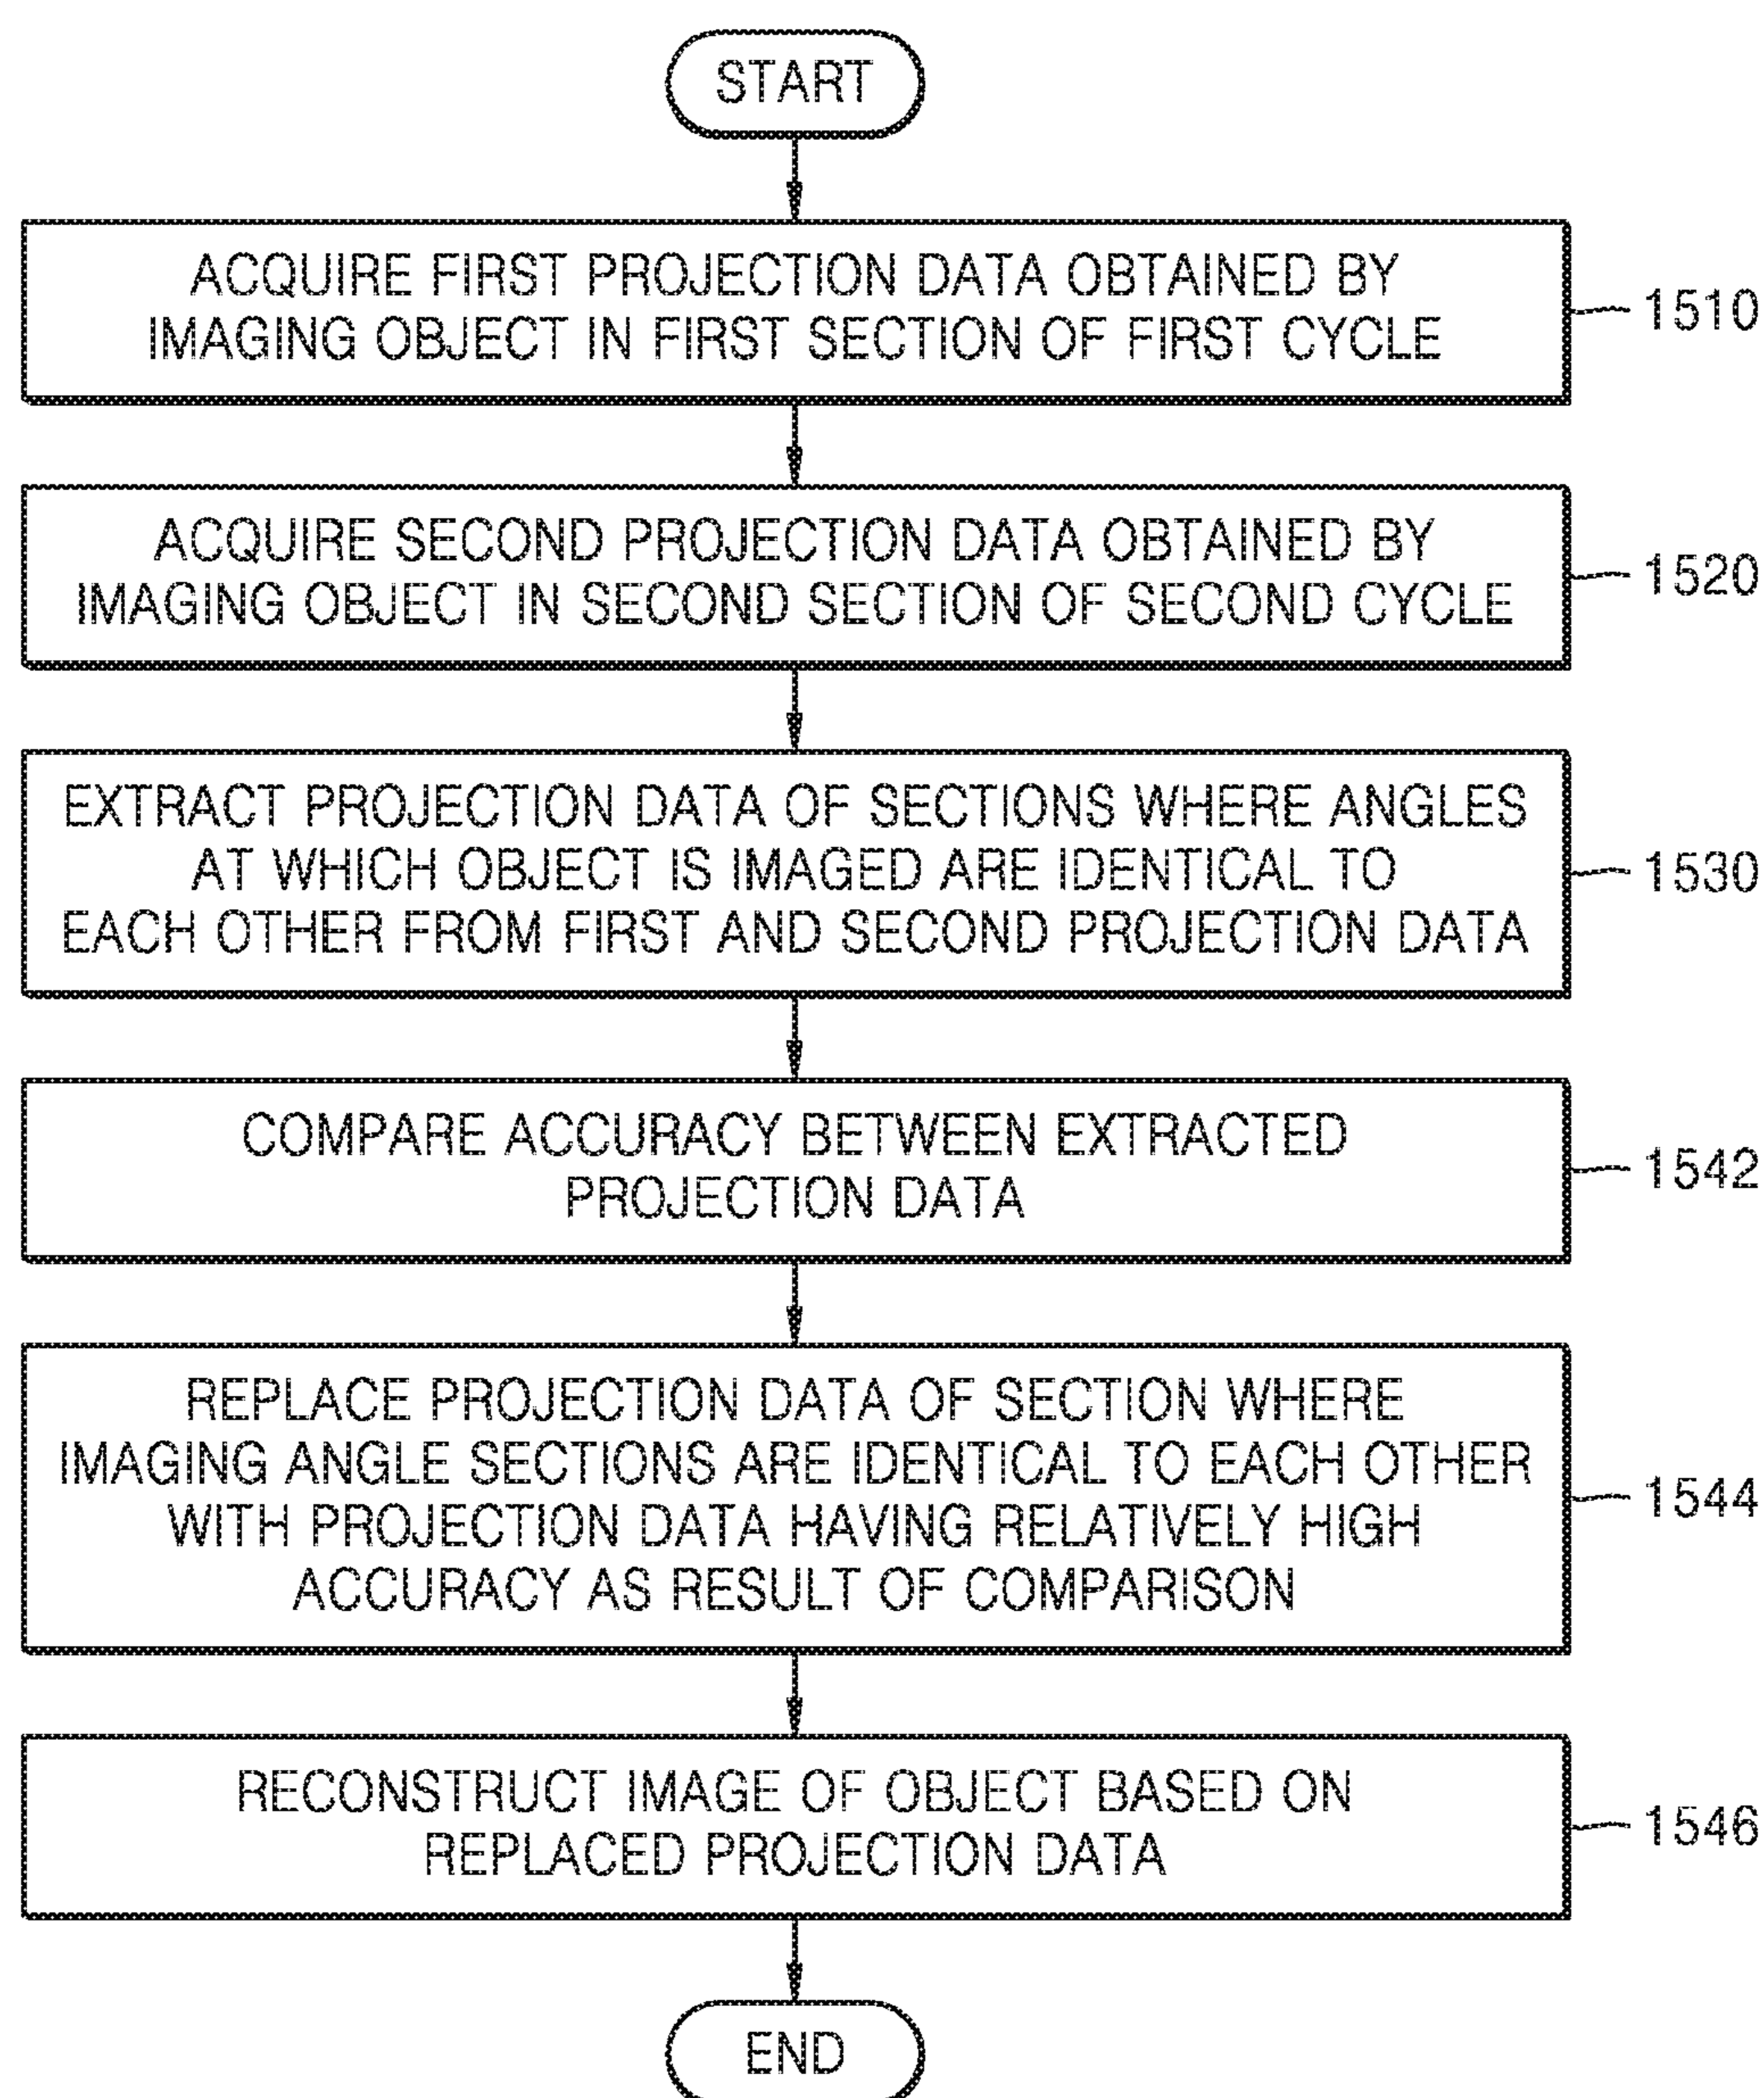 START
ACQUIRE FIRST PROJECTION DATA OBTAINED BY
IMAGING OBJECT IN FIRST SECTION OF FIRST CYCLE
1510
ACQUIRE SECOND PROJECTION DATA OBTAINED BY
IMAGING OBJECT IN SECOND SECTION OF SECOND CYCLE
1520
EXTRACT PROJECTION DATA OF SECTIONS WHERE ANGLES
AT WHICH OBJECT IS IMAGED ARE IDENTICAL TO
EACH OTHER FROM FIRST AND SECOND PROJECTION DATA
1530
COMPARE ACCURACY BETWEEN EXTRACTED
PROJECTION DATA
1542
REPLACE PROJECTION DATA OF SECTION WHERE
IMAGING ANGLE SECTIONS ARE IDENTICAL TO EACH OTHER
WITH PROJECTION DATA HAVING RELATIVELY HIGH
ACCURACY AS RESULT OF COMPARISON
1544
RECONSTRUCT IMAGE OF OBJECT BASED ON
REPLACED PROJECTION DATA
1546
END